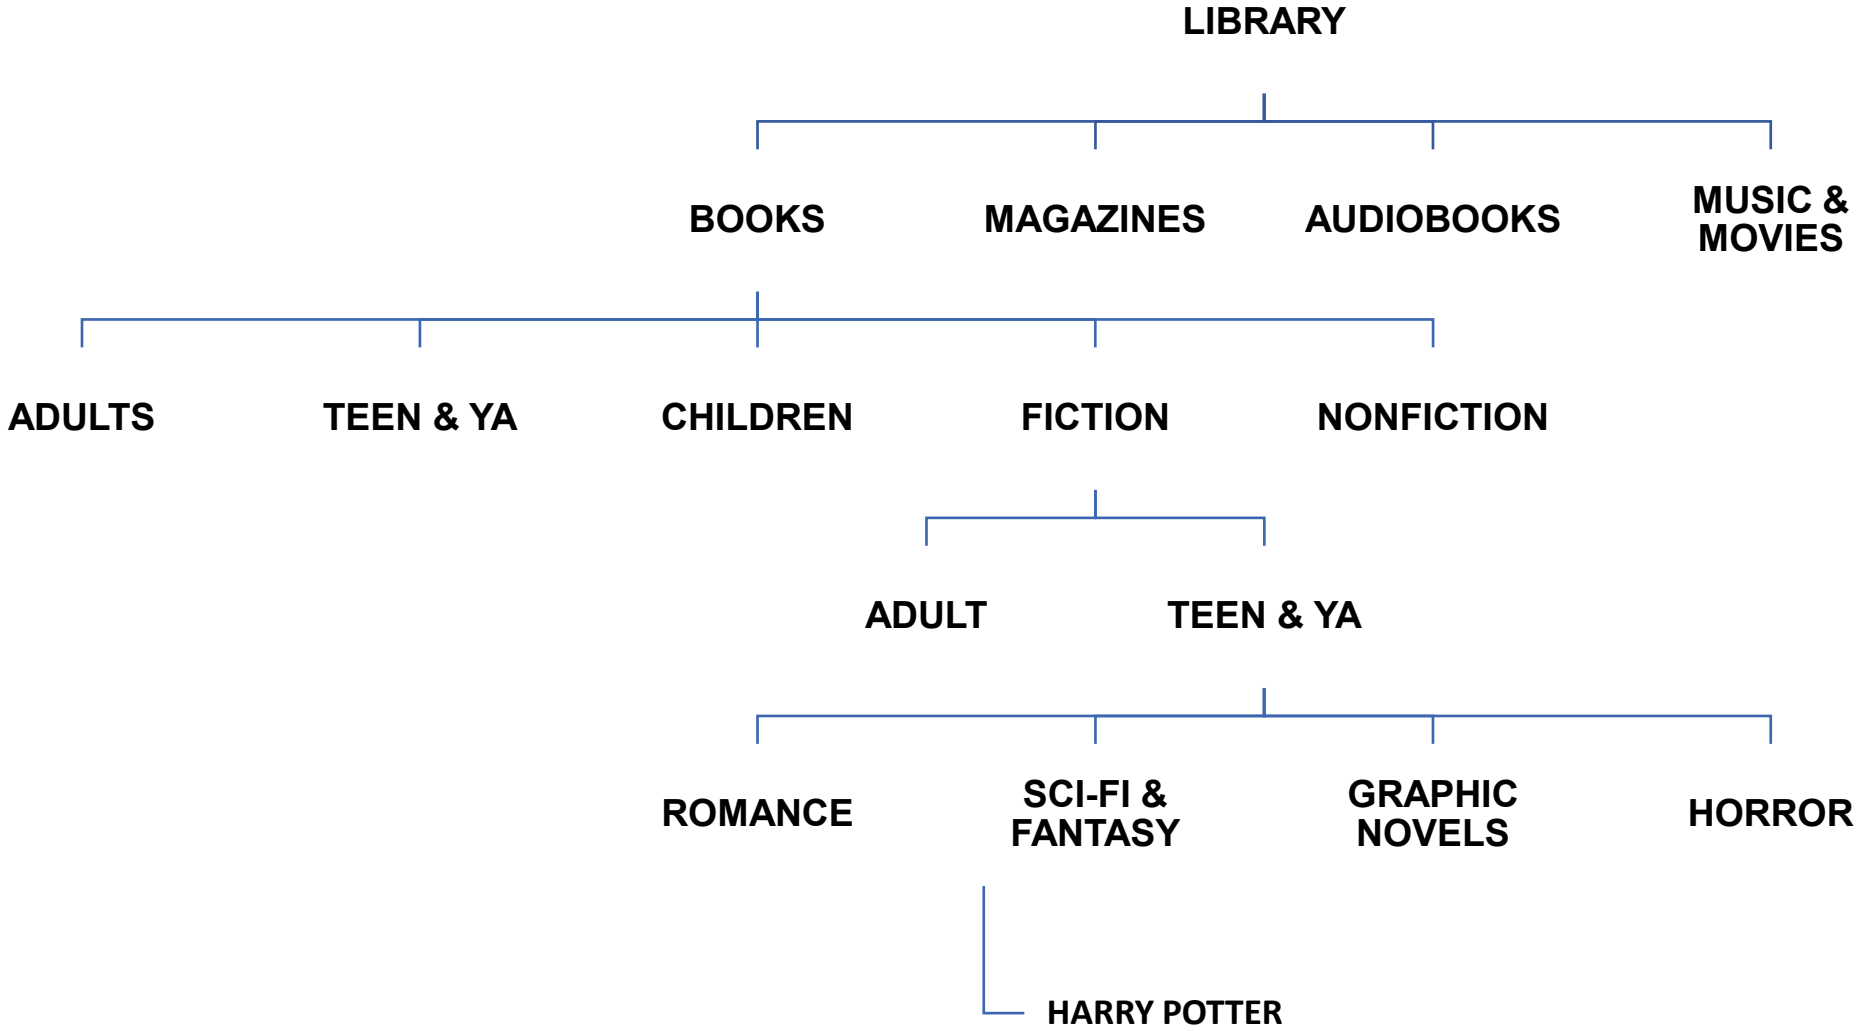 LIBRARY
BOOKS
MAGAZINES
AUDIOBOOKS
MUSIC &
MOVIES
ADULTS
TEEN & YA
CHILDREN
FICTION
NONFICTION
ADULT
TEEN & YA
ROMANCE
SCI-FI &
FANTASY
GRAPHIC
NOVELS
HORROR
HARRY POTTER